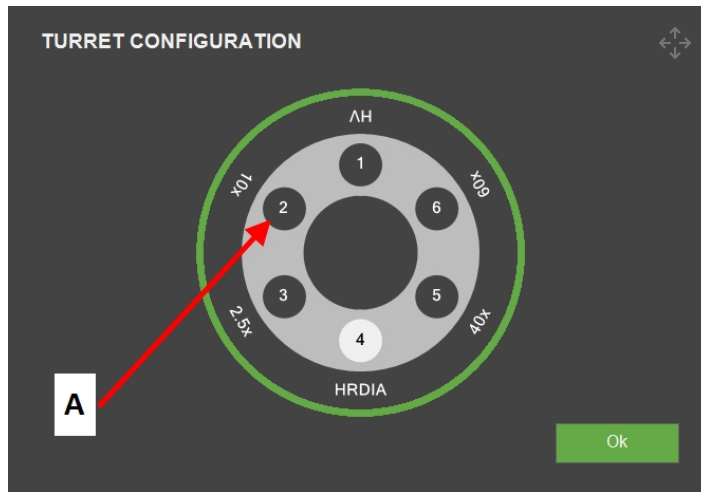 TURRET CONFIGURATION
HV
10x
60x
1
2
6
3
5
2.5x
40x
4
HRDIA
A
Ok